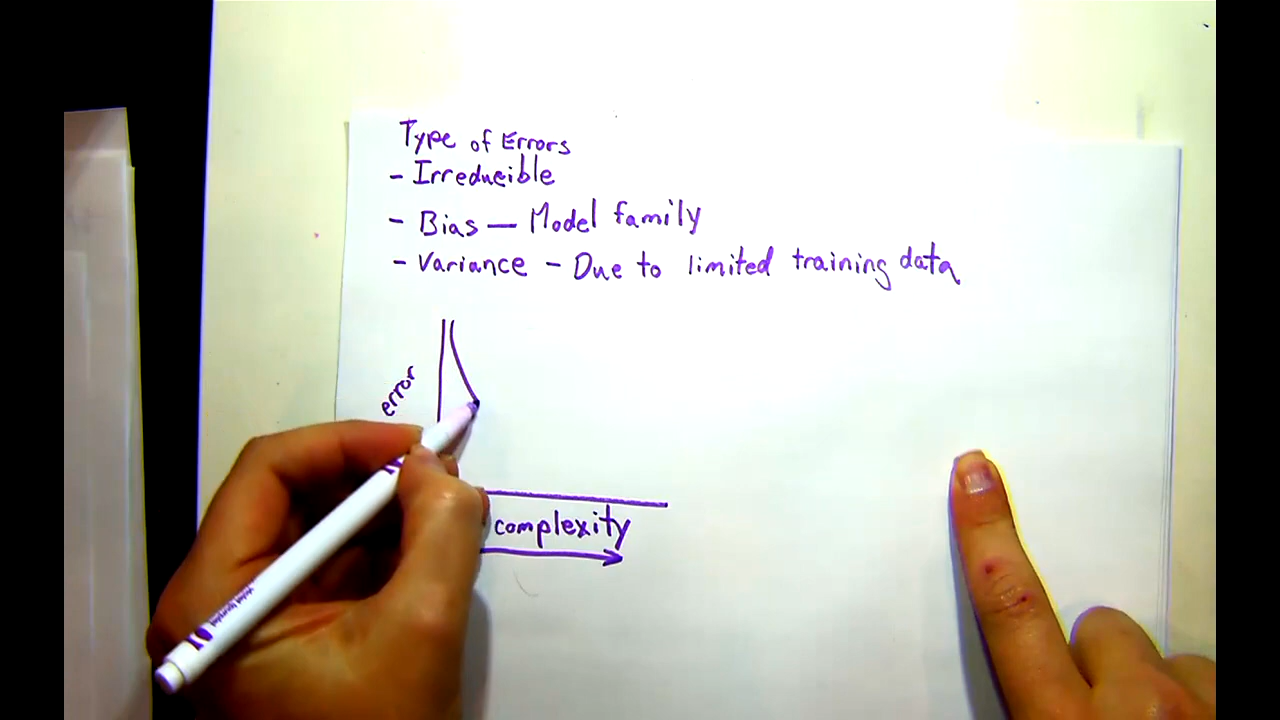 Type of Errors
- Irreducible
- Bias — Model family
- Variance - Due to limited training data
error
complexity